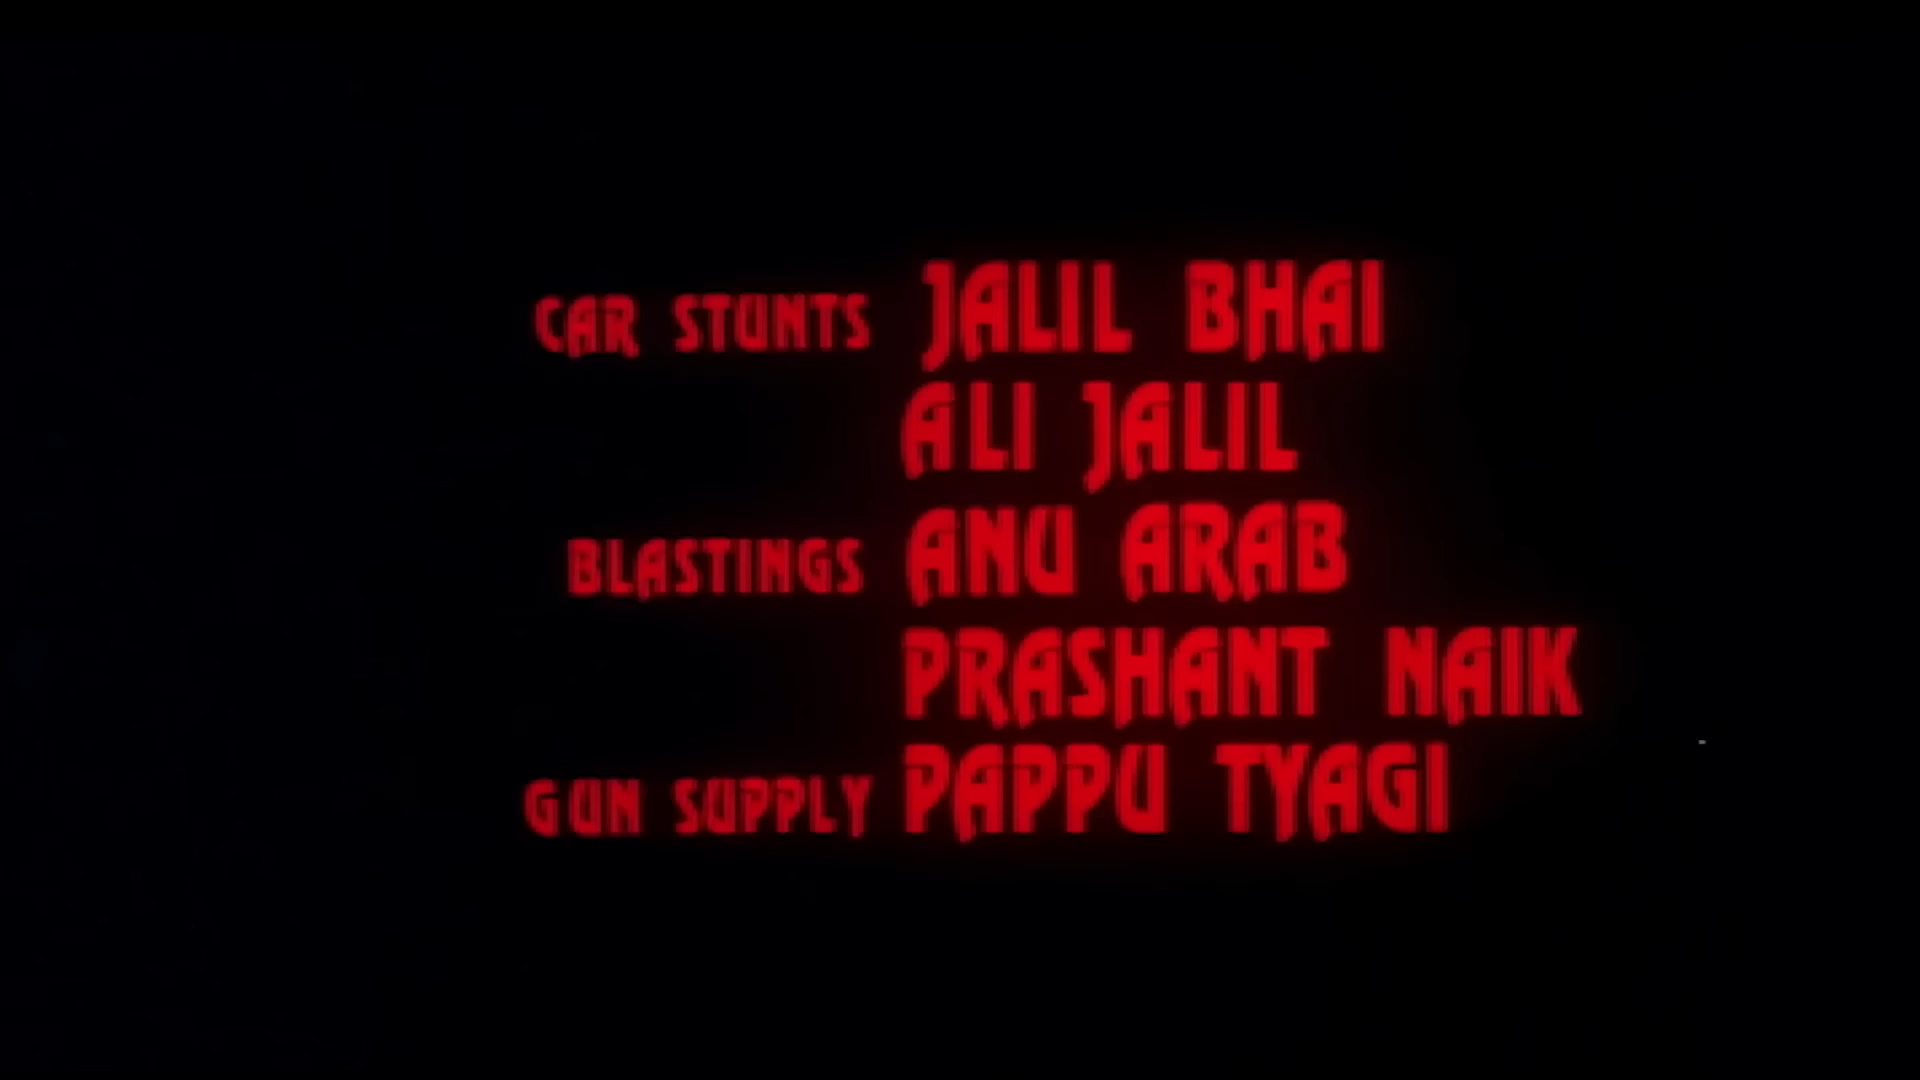 CAR STUNTS JALIL BHAI
ALI JALIL
BLASTINGS ANU ARAB
PRASHANT NAIK
GUN SUPPLY PAPPU TYAGI